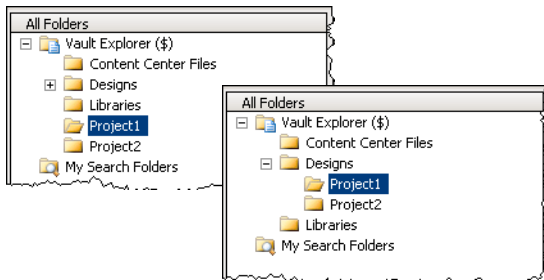 All Folders
Vault Explorer ($)
Content Center Files
Designs
Libraries
Project1
Project2
My Search Folders
All Folders
Vault Explorer ($)
Content Center Files
Designs
Project1
Project2
Libraries
My Search Folders